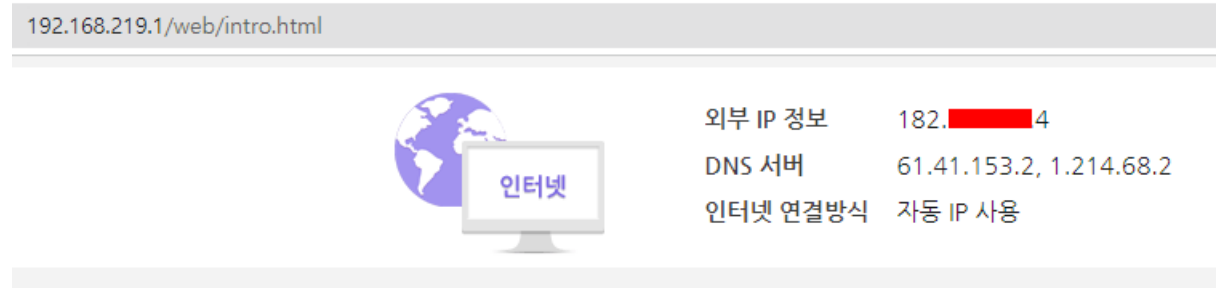 192.168.219.1/web/intro.html
인터넷
외부 IP 정보 182. 4
DNS 서버 61.41.153.2, 1.214.68.2
인터넷 연결방식 자동 IP 사용